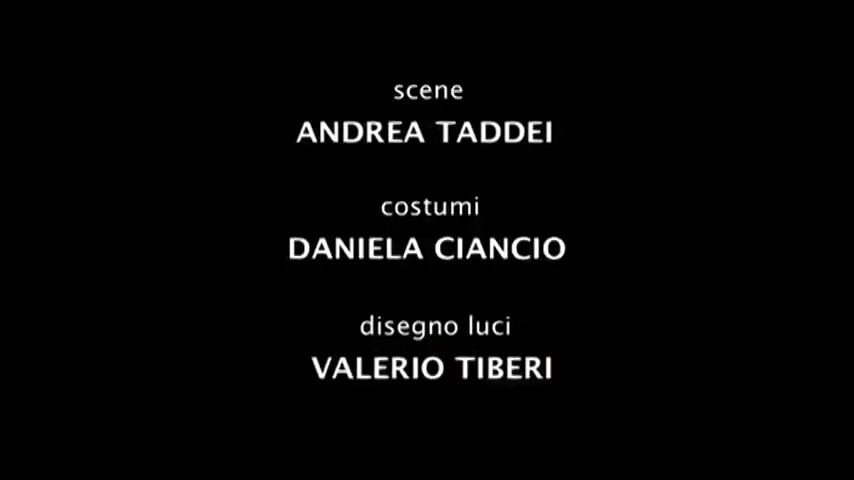 scene
ANDREA TADDEI
costumi
DANIELA CIANCIO
disegno luci
VALERIO TIBERI